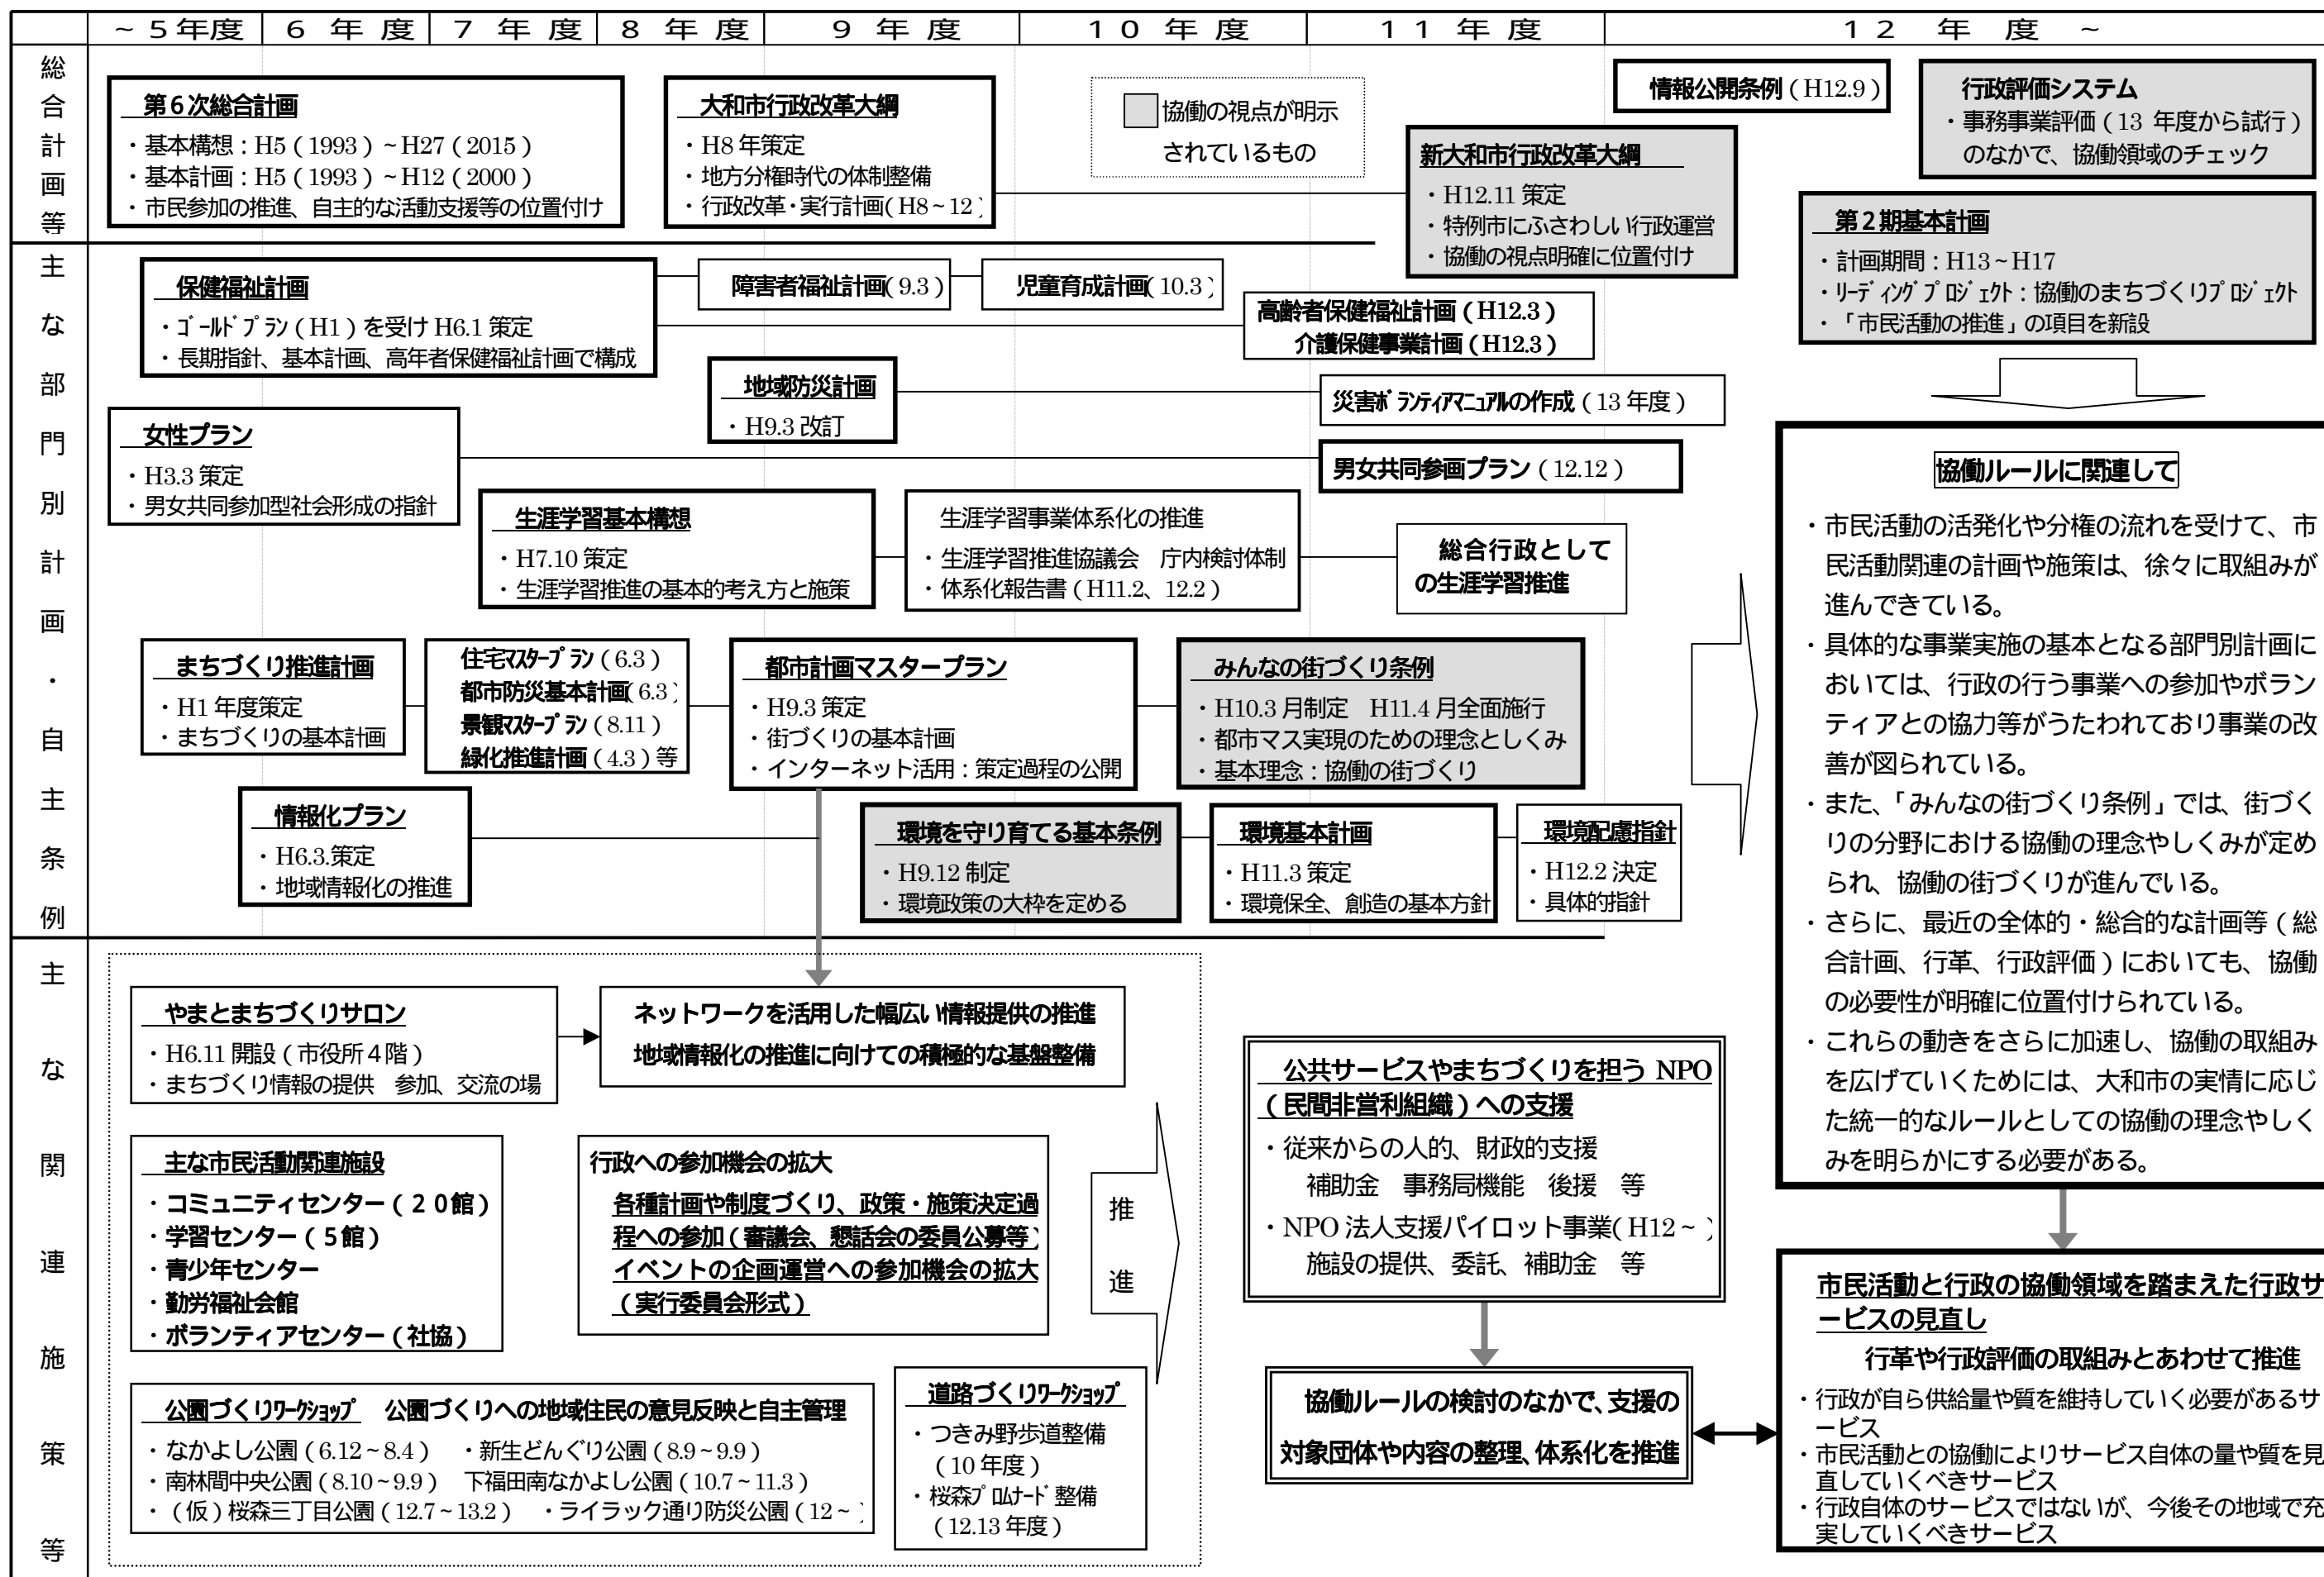 ~５年度
６年度
７年度
８年度
９年度
１０年度
１１年度
１２年度~
総合計画等
第６次総合計画
・基本構想：H5（1993）~H27（2015）
・基本計画：H5（1993）~H12（2000）
・市民参加の推進、自主的な活動支援等の位置付け
大和市行政改革大綱
・H8 年策定
・地方分権時代の体制整備
・行政改革・実行計画（H8~12）
協働の視点が明示
されているもの
情報公開条例（H12.9）
行政評価システム
・事務事業評価（13 年度から試行）
のなかで、協働領域のチェック
新大和市行政改革大綱
・H12.11 策定
・特例市にふさわしい行政運営
・協働の視点明確に位置付け
第２期基本計画
・計画期間：H13~H17
・ﾘｰﾃﾞｨﾝｸﾞﾌﾟﾛｼﾞｪｸﾄ：協働のまちづくりﾌﾟﾛｼﾞｪｸﾄ
・「市民活動の推進」の項目を新設
主な部門別計画・自主条例
保健福祉計画
・ｺﾞｰﾙﾄﾞﾌﾟﾗﾝ（H1）を受け H6.1 策定
・長期指針、基本計画、高年者保健福祉計画で構成
障害者福祉計画（9.3）
児童育成計画（10.3）
高齢者保健福祉計画（H12.3）
介護保健事業計画（H12.3）
地域防災計画
・H9.3 改訂
災害ﾎﾞﾗﾝﾃｨｱﾏﾆｭｱﾙの作成（13 年度）
女性プラン
・H3.3 策定
・男女共同参加型社会形成の指針
男女共同参画プラン（12.12）
生涯学習基本構想
・H7.10 策定
・生涯学習推進の基本的考え方と施策
生涯学習事業体系化の推進
・生涯学習推進協議会　庁内検討体制
・体系化報告書（H11.2、12.2）
総合行政として
の生涯学習推進
まちづくり推進計画
・H1 年度策定
・まちづくりの基本計画
住宅ﾏｽﾀｰﾌﾟﾗﾝ（6.3）
都市防災基本計画（6.3）
景観ﾏｽﾀｰﾌﾟﾗﾝ（8.11）
緑化推進計画（4.3）等
都市計画マスタープラン
・H9.3 策定
・街づくりの基本計画
・インターネット活用：策定過程の公開
みんなの街づくり条例
・H10.3 月制定　H11.4 月全面施行
・都市マス実現のための理念としくみ
・基本理念：協働の街づくり
情報化プラン
・H6.3.策定
・地域情報化の推進
環境を守り育てる基本条例
・H9.12 制定
・環境政策の大枠を定める
環境基本計画
・H11.3 策定
・環境保全、創造の基本方針
環境配慮指針
・H12.2 決定
・具体的指針
協働ルールに関連して
・市民活動の活発化や分権の流れを受けて、市
民活動関連の計画や施策は、徐々に取組みが
進んできている。
・具体的な事業実施の基本となる部門別計画に
おいては、行政の行う事業への参加やボラン
ティアとの協力等がうたわれており事業の改
善が図られている。
・また、「みんなの街づくり条例」では、街づく
りの分野における協働の理念やしくみが定め
られ、協働の街づくりが進んでいる。
・さらに、最近の全体的・総合的な計画等（総
合計画、行革、行政評価）においても、協働
の必要性が明確に位置付けられている。
・これらの動きをさらに加速し、協働の取組み
を広げていくためには、大和市の実情に応じ
た統一的なルールとしての協働の理念やしく
みを明らかにする必要がある。
主な関連施策等
やまとまちづくりサロン
・H6.11 開設（市役所４階）
・まちづくり情報の提供　参加、交流の場
ネットワークを活用した幅広い情報提供の推進
地域情報化の推進に向けての積極的な基盤整備
主な市民活動関連施設
・コミュニティセンター（２０館）
・学習センター（５館）
・青少年センター
・勤労福祉会館
・ボランティアセンター（社協）
行政への参加機会の拡大
各種計画や制度づくり、政策・施策決定過
程への参加（審議会、懇話会の委員公募等）
イベントの企画運営への参加機会の拡大
（実行委員会形式）
推進
公園づくりﾜｰｸｼｮｯﾌﾟ　公園づくりへの地域住民の意見反映と自主管理
・なかよし公園（6.12~8.4）　・新生どんぐり公園（8.9~9.9）
・南林間中央公園（8.10~9.9）　下福田南なかよし公園（10.7~11.3）
・（仮）桜森三丁目公園（12.7~13.2）　・ライラック通り防災公園（12~）
道路づくりﾜｰｸｼｮｯﾌﾟ
・つきみ野歩道整備
（10 年度）
・桜森ﾌﾟﾛﾑﾅｰﾄﾞ整備
（12.13 年度）
公共サービスやまちづくりを担う NPO
（民間非営利組織）への支援
・従来からの人的、財政的支援
補助金　事務局機能　後援　等
・NPO 法人支援パイロット事業（H12~）
施設の提供、委託、補助金　等
協働ルールの検討のなかで、支援の
対象団体や内容の整理、体系化を推進
市民活動と行政の協働領域を踏まえた行政サ
ービスの見直し
行革や行政評価の取組みとあわせて推進
・行政が自ら供給量や質を維持していく必要があるサ
ービス
・市民活動との協働によりサービス自体の量や質を見
直していくべきサービス
・行政自体のサービスではないが、今後その地域で充
実していくべきサービス